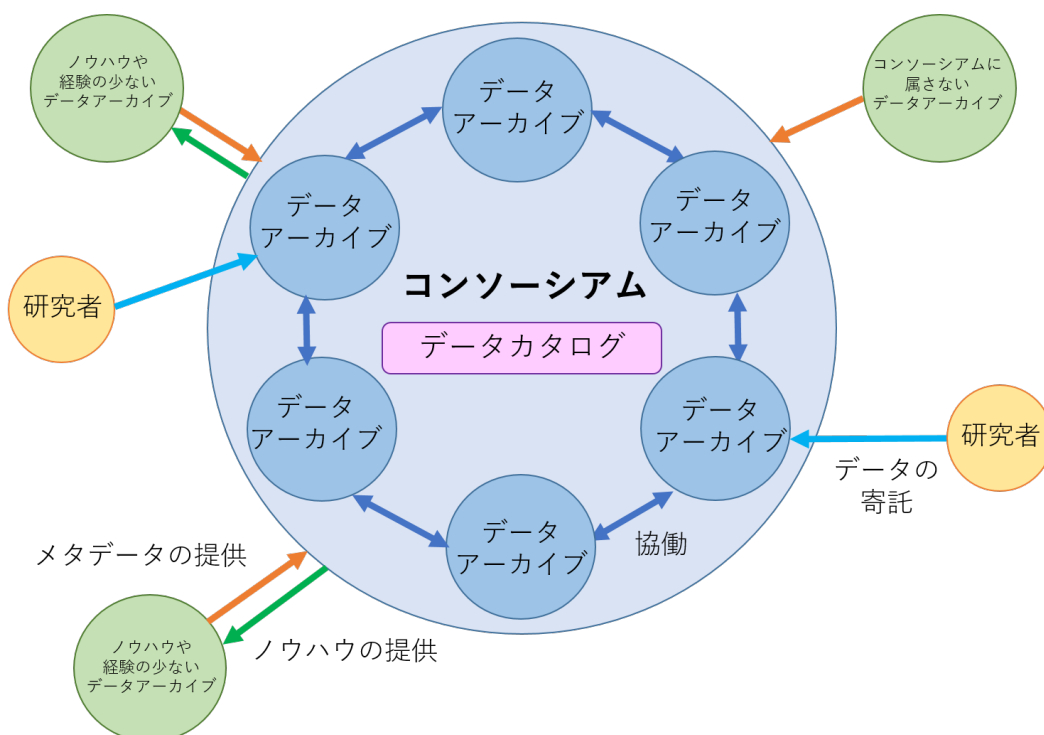 ノウハウや
経験の少ない
データアーカイブ
データ
アーカイブ
コンソーシアムに
属さない
データアーカイブ
データ
アーカイブ
データ
アーカイブ
研究者
コンソーシアム
データカタログ
データ
アーカイブ
データ
アーカイブ
研究者
データの
寄託
データ
アーカイブ
協働
メタデータの提供
ノウハウの提供
ノウハウや
経験の少ない
データアーカイブ